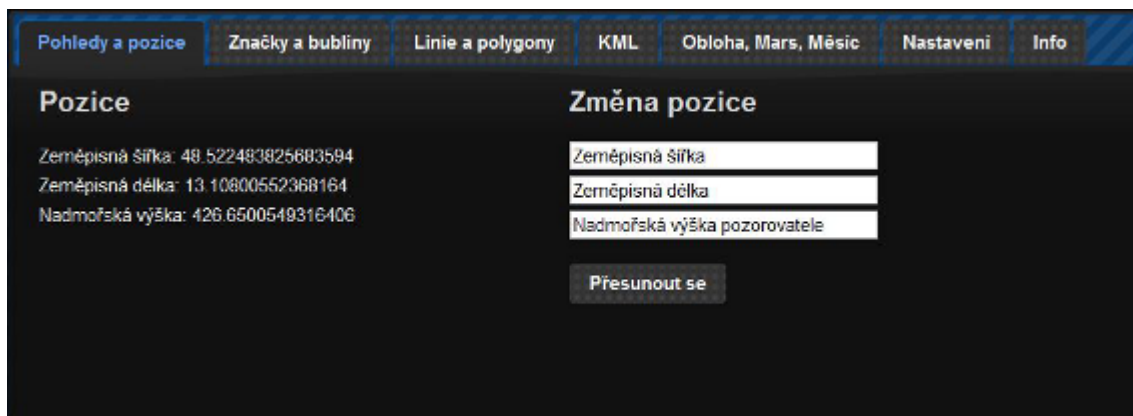 Pohledy a pozice Značky a bubliny Linie a polygony KML Obloha, Mars, Měsíc Nastavení Info
Pozice
Zeměpisná šířka: 48.522483825683594
Zeměpisná délka: 13.10800552368164
Nadmořská výška: 426.6500549316406
Změna pozice
Zeměpisná šířka
Zeměpisná délka
Nadmořská výška pozorovatele
Přesunout se